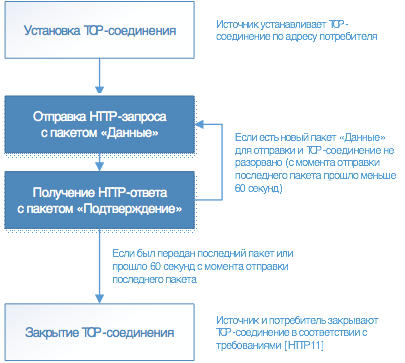 Установка TCP-соединения
Источник устанавливает TCP-
соединение по адресу потребителя
Отправка HTTP-запроса
с пакетом «Данные»
Если есть новый пакет «Данные»
для отправки и TCP-соединение не
разорвано (с момента отправки
последнего пакета прошло меньше
60 секунд)
Получение HTTP-ответа
с пакетом «Подтверждение»
Если был передан последний пакет или
прошло 60 секунд с момента отправки
последнего пакета
Закрытие TCP-соединения
Источник и потребитель закрывают
TCP-соединение в соответствии с
требованиями [HTTP11]